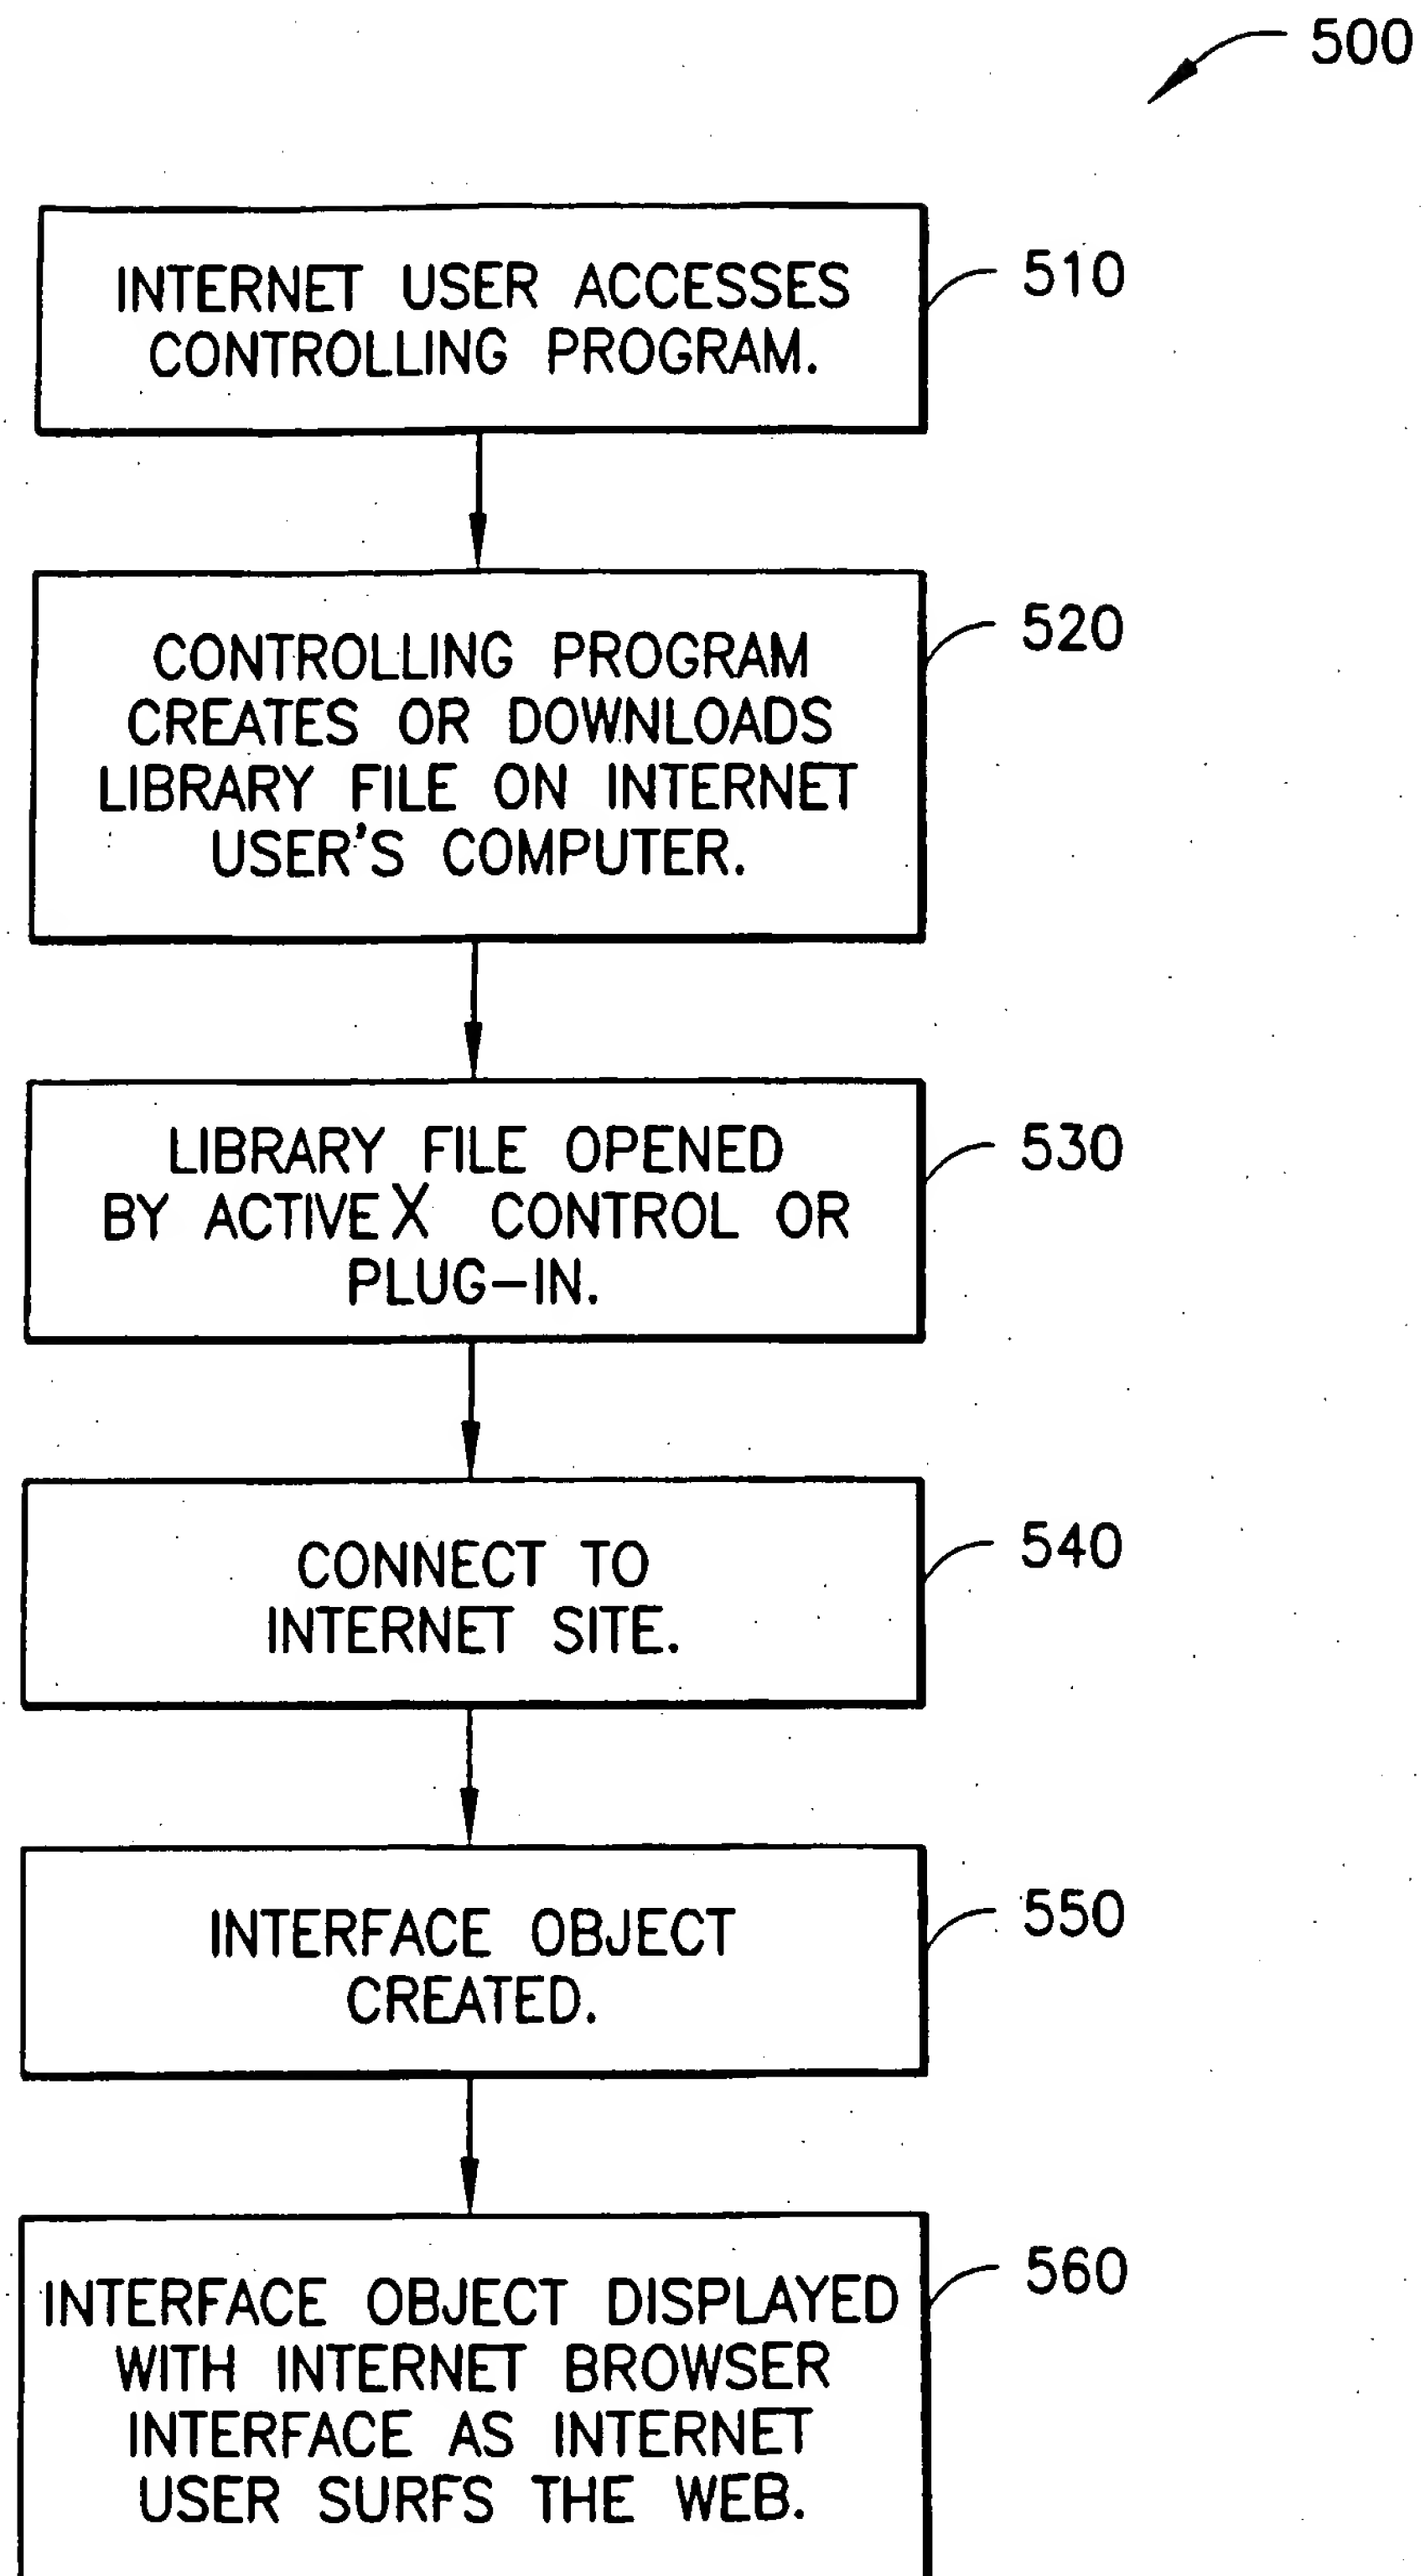 500
INTERNET USER ACCESSES
CONTROLLING PROGRAM.
510
CONTROLLING PROGRAM
CREATES OR DOWNLOADS
LIBRARY FILE ON INTERNET
USER'S COMPUTER.
520
LIBRARY FILE OPENED
BY ACTIVEX CONTROL OR
PLUG-IN.
530
CONNECT TO
INTERNET SITE.
540
INTERFACE OBJECT
CREATED.
550
INTERFACE OBJECT DISPLAYED
WITH INTERNET BROWSER
INTERFACE AS INTERNET
USER SURFS THE WEB.
560